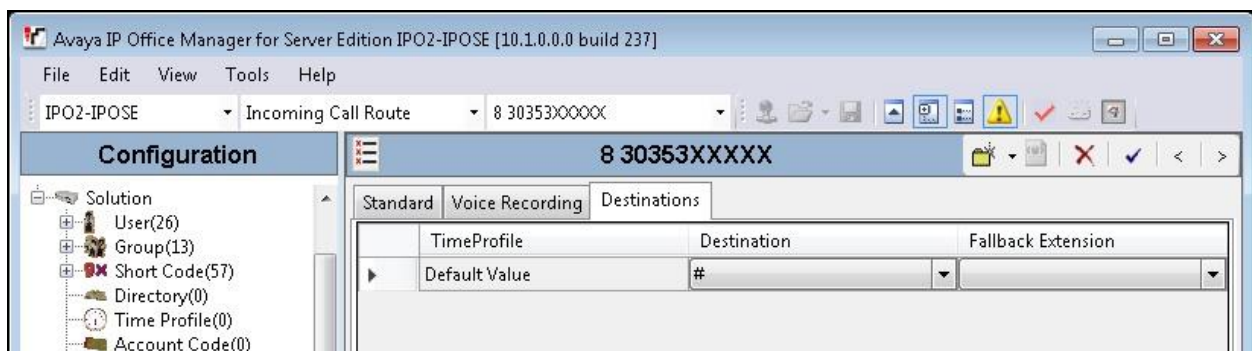 Avaya IP Office Manager for Server Edition IPO2-IPOSE [10.1.0.0.0 build 237]
File Edit View Tools Help
IPO2-IPOSE Incoming Call Route 8 30353XXXXX
Configuration
8 30353XXXXX
Solution
User(26)
Group(13)
Short Code(57)
Directory(0)
Time Profile(0)
Account Code(0)
Standard Voice Recording Destinations
TimeProfile Destination Fallback Extension
Default Value #